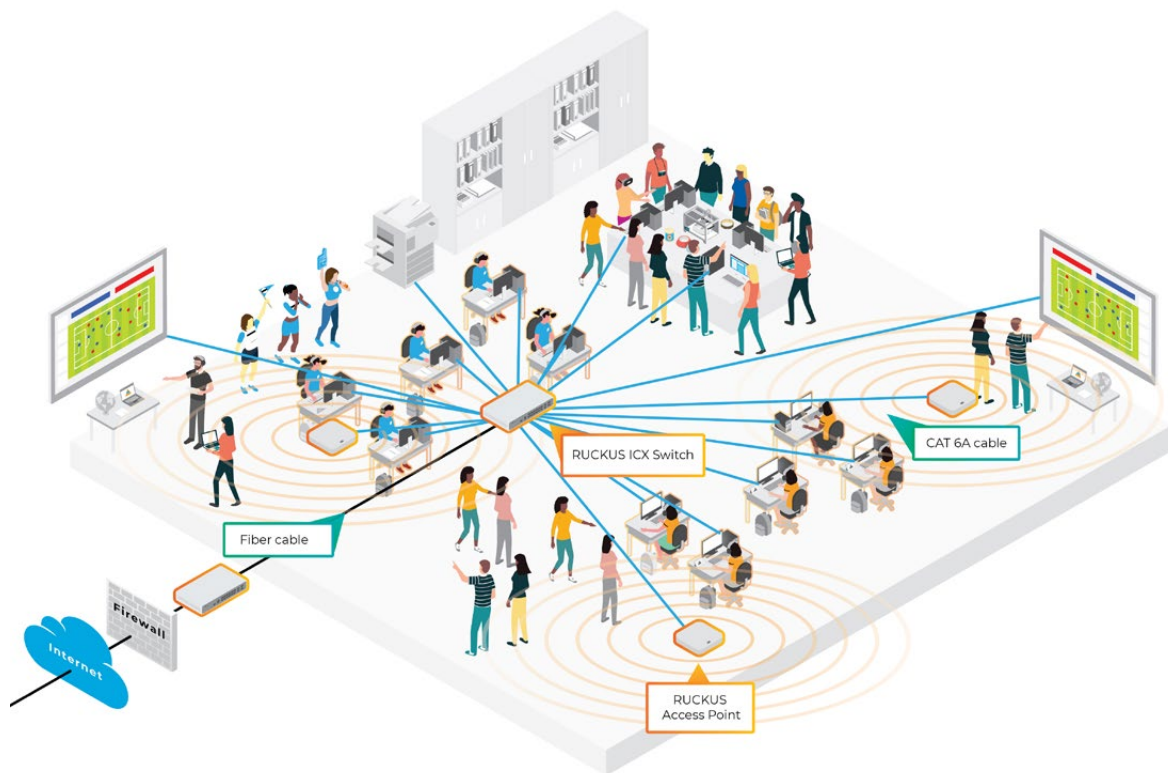 RUCKUS ICX Switch
CAT 6A cable
Fiber cable
Firewall
Internet
RUCKUS
Access Point